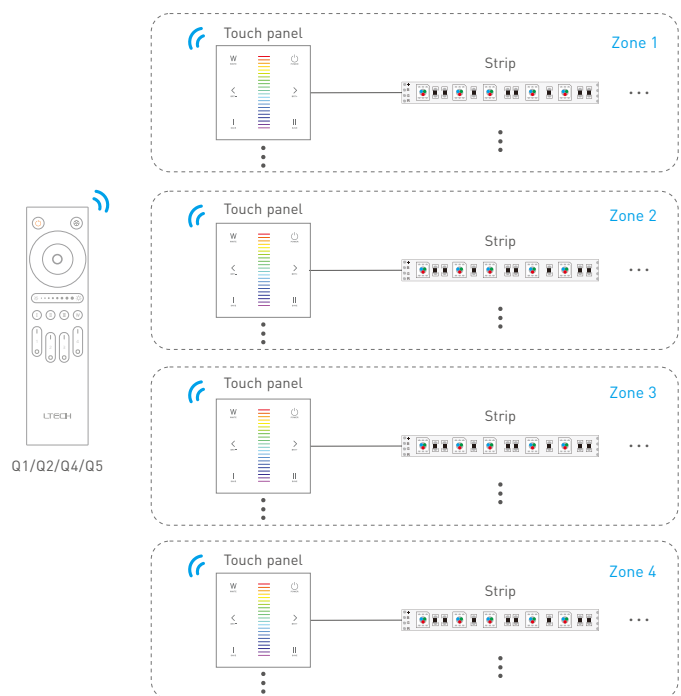 Touch panel
Zone 1
Strip
W
Touch panel
Zone 2
Strip
W
LTECH
Q1/Q2/Q4/Q5
Touch panel
Zone 3
Strip
W
Touch panel
Zone 4
Strip
W